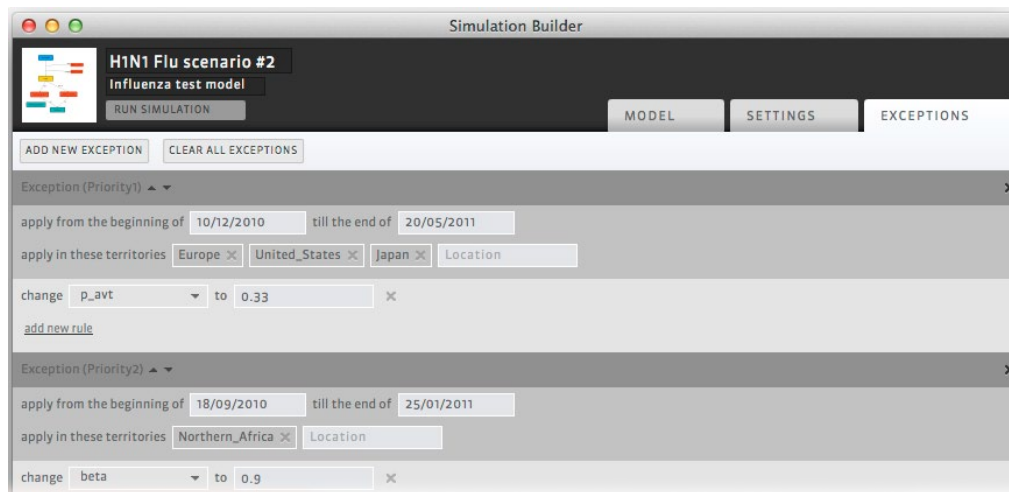 Simulation Builder
H1N1 Flu scenario #2
Influenza test model
RUN SIMULATION
MODEL SETTINGS EXCEPTIONS
ADD NEW EXCEPTION CLEAR ALL EXCEPTIONS
Exception (Priority1)
apply from the beginning of 10/12/2010 till the end of 20/05/2011
apply in these territories Europe United_States Japan Location
change p_avt to 0.33
add new rule
Exception (Priority2)
apply from the beginning of 18/09/2010 till the end of 25/01/2011
apply in these territories Northern_Africa Location
change beta to 0.9